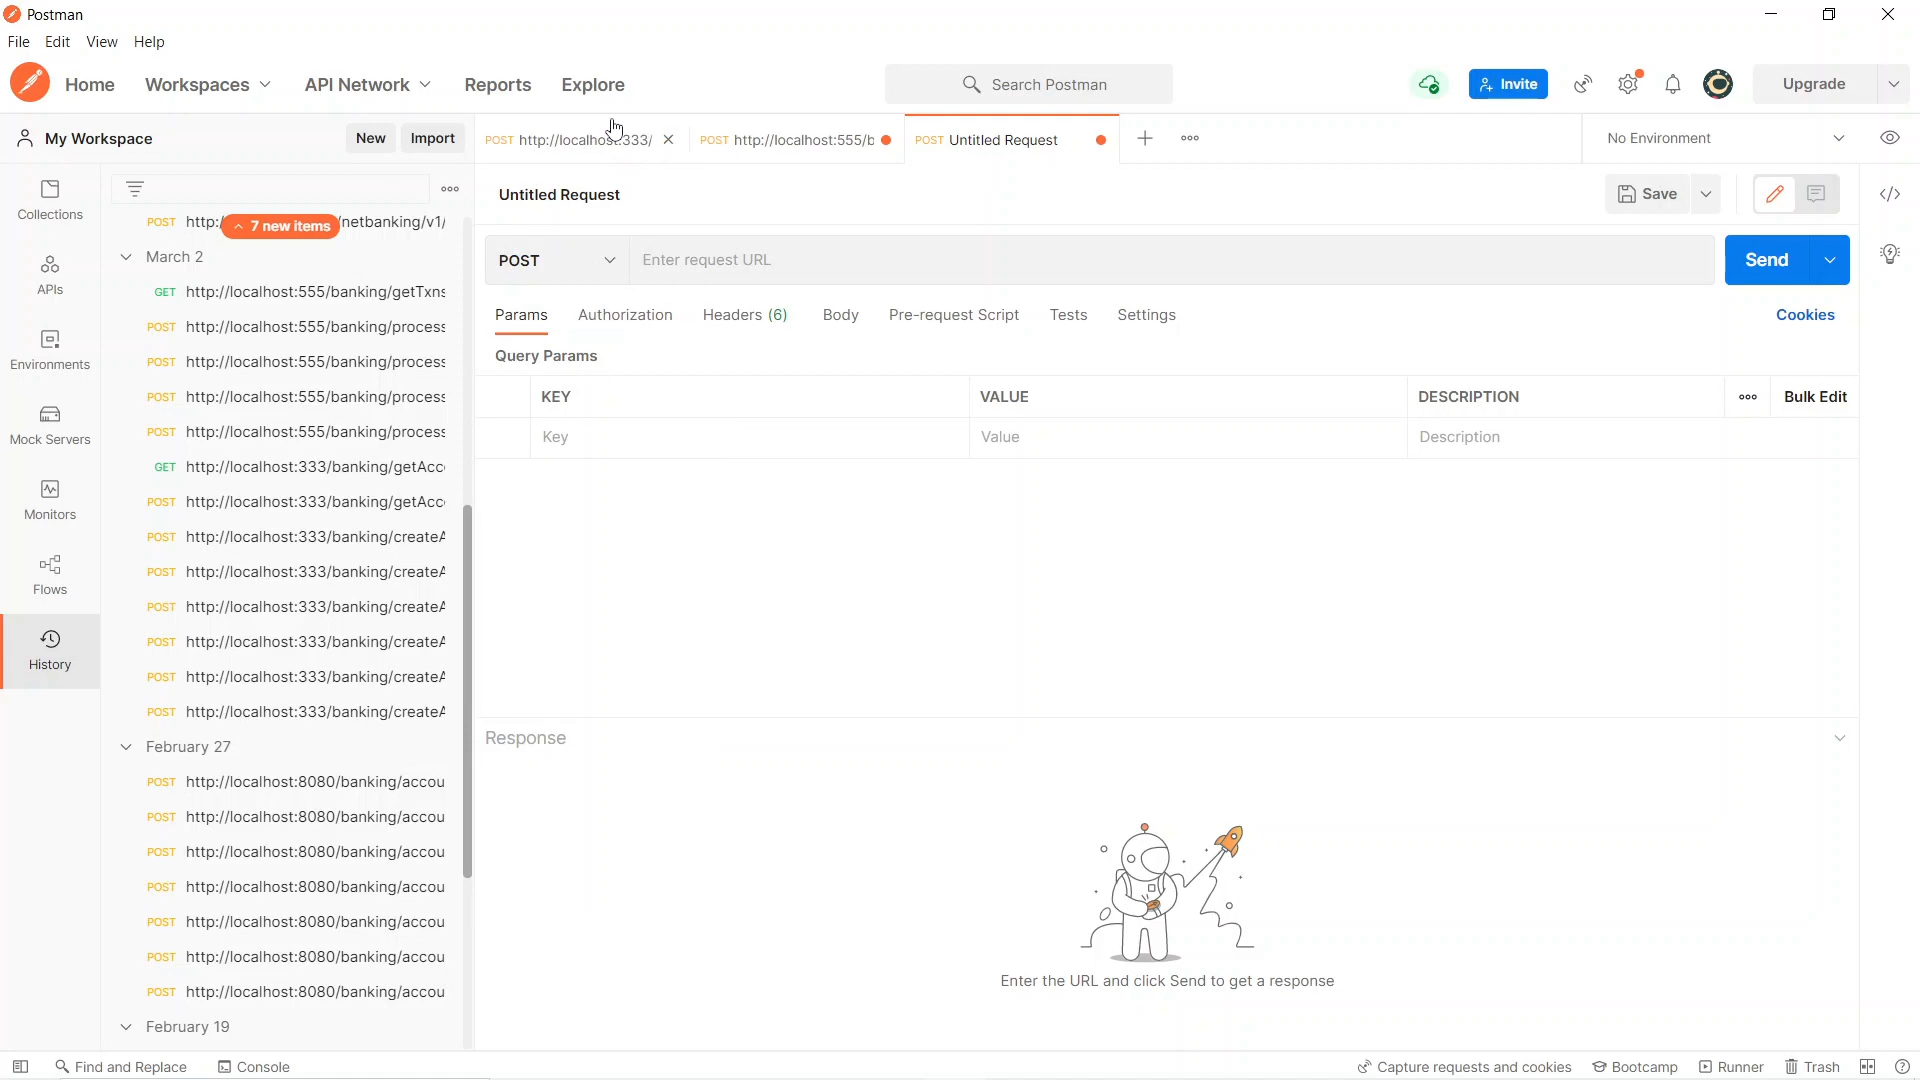 Postman
File Edit View Help
Home Workspaces API Network Reports Explore Search Postman Invite Upgrade
My Workspace New Import POST http://localhost:333/ POST http://localhost:555/b POST Untitled Request No Environment
Untitled Request Save
POST http:/ 7 new items /netbanking/v1/
March 2
GET http://localhost:555/banking/getTxns
POST http://localhost:555/banking/process
POST http://localhost:555/banking/process
POST http://localhost:555/banking/process
POST http://localhost:555/banking/process
GET http://localhost:333/banking/getAcc
POST http://localhost:333/banking/getAcc
POST http://localhost:333/banking/createA
POST http://localhost:333/banking/createA
POST http://localhost:333/banking/createA
POST http://localhost:333/banking/createA
POST http://localhost:333/banking/createA
POST http://localhost:333/banking/createA
February 27
POST http://localhost:8080/banking/accou
POST http://localhost:8080/banking/accou
POST http://localhost:8080/banking/accou
POST http://localhost:8080/banking/accou
POST http://localhost:8080/banking/accou
POST http://localhost:8080/banking/accou
POST http://localhost:8080/banking/accou
February 19
Collections
APIs
Environments
Mock Servers
Monitors
Flows
History
POST Enter request URL Send
Params Authorization Headers (6) Body Pre-request Script Tests Settings Cookies
Query Params
KEY VALUE DESCRIPTION Bulk Edit
Key Value Description
Response
Enter the URL and click Send to get a response
Find and Replace Console Capture requests and cookies Bootcamp Runner Trash